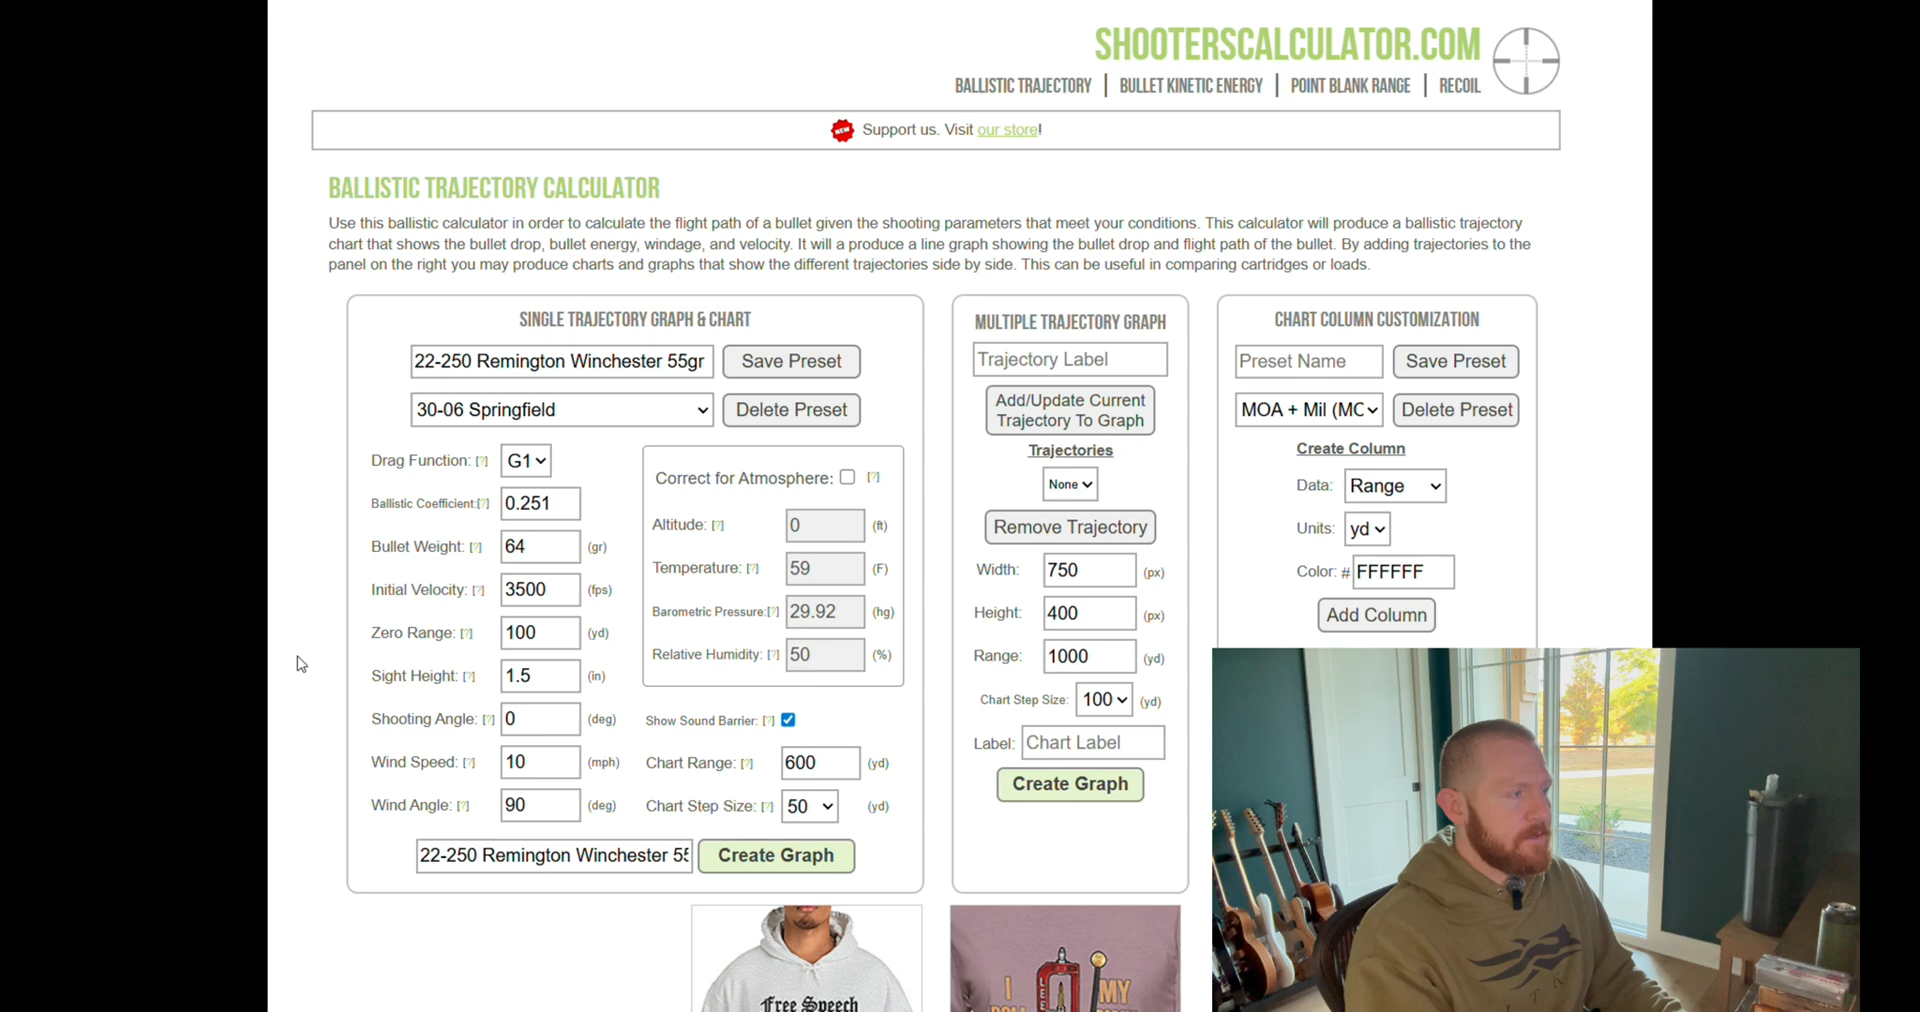 SHOOTERSCALCULATOR.COM
BALLISTIC TRAJECTORY | BULLET KINETIC ENERGY | POINT BLANK RANGE | RECOIL
NEW Support us. Visit our store!
BALLISTIC TRAJECTORY CALCULATOR
Use this ballistic calculator in order to calculate the flight path of a bullet given the shooting parameters that meet your conditions. This calculator will produce a ballistic trajectory
chart that shows the bullet drop, bullet energy, windage, and velocity. It will a produce a line graph showing the bullet drop and flight path of the bullet. By adding trajectories to the
panel on the right you may produce charts and graphs that show the different trajectories side by side. This can be useful in comparing cartridges or loads.
SINGLE TRAJECTORY GRAPH & CHART
22-250 Remington Winchester 55gr Save Preset
30-06 Springfield Delete Preset
Drag Function: [?] G1
Ballistic Coefficient:[?] 0.251
Bullet Weight: [?] 64 (gr)
Initial Velocity: [?] 3500 (fps)
Zero Range: [?] 100 (yd)
Sight Height: [?] 1.5 (in)
Shooting Angle: [?] 0 (deg)
Wind Speed: [?] 10 (mph)
Wind Angle: [?] 90 (deg)
Correct for Atmosphere: [?]
Altitude: [?] 0 (ft)
Temperature: [?] 59 (F)
Barometric Pressure:[?] 29.92 (hg)
Relative Humidity: [?] 50 (%)
Show Sound Barrier: [?]
Chart Range: [?] 600 (yd)
Chart Step Size: [?] 50 (yd)
22-250 Remington Winchester 55 Create Graph
MULTIPLE TRAJECTORY GRAPH
Trajectory Label
Add/Update Current
Trajectory To Graph
Trajectories
None
Remove Trajectory
Width: 750 (px)
Height: 400 (px)
Range: 1000 (yd)
Chart Step Size: 100 (yd)
Label: Chart Label
Create Graph
CHART COLUMN CUSTOMIZATION
Preset Name Save Preset
MOA + Mil (MC Delete Preset
Create Column
Data: Range
Units: yd
Color: # FFFFFF
Add Column
Free Speech
I MY
LEE